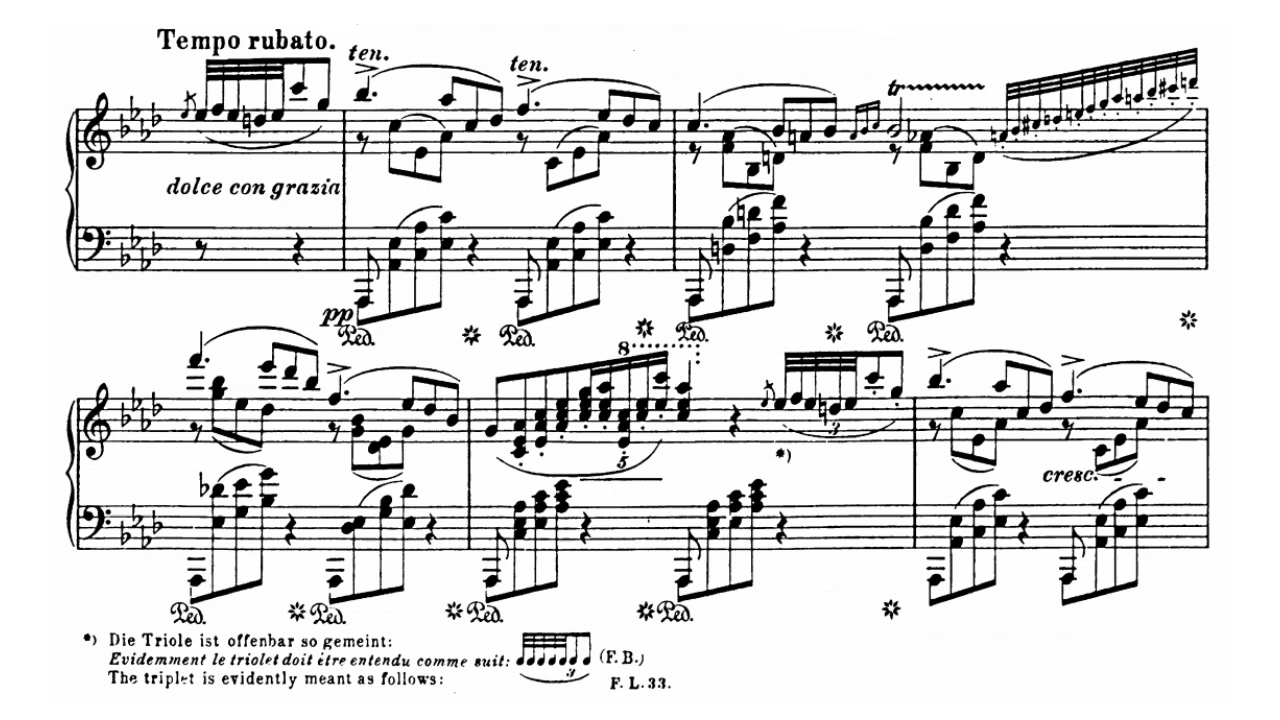 Tempo rubato.
ten.
ten.
tr
dolce con grazia
pp
Ped.
Ped.
Ped.
Ped.
8
3
5
*)
cresc. - -
Ped.
Ped.
Ped.
Ped.
*) Die Triole ist offenbar so gemeint:
Evidemment le triolet doit être entendu comme suit: 3 (F. B.)
The triplet is evidently meant as follows:
F. L. 33.